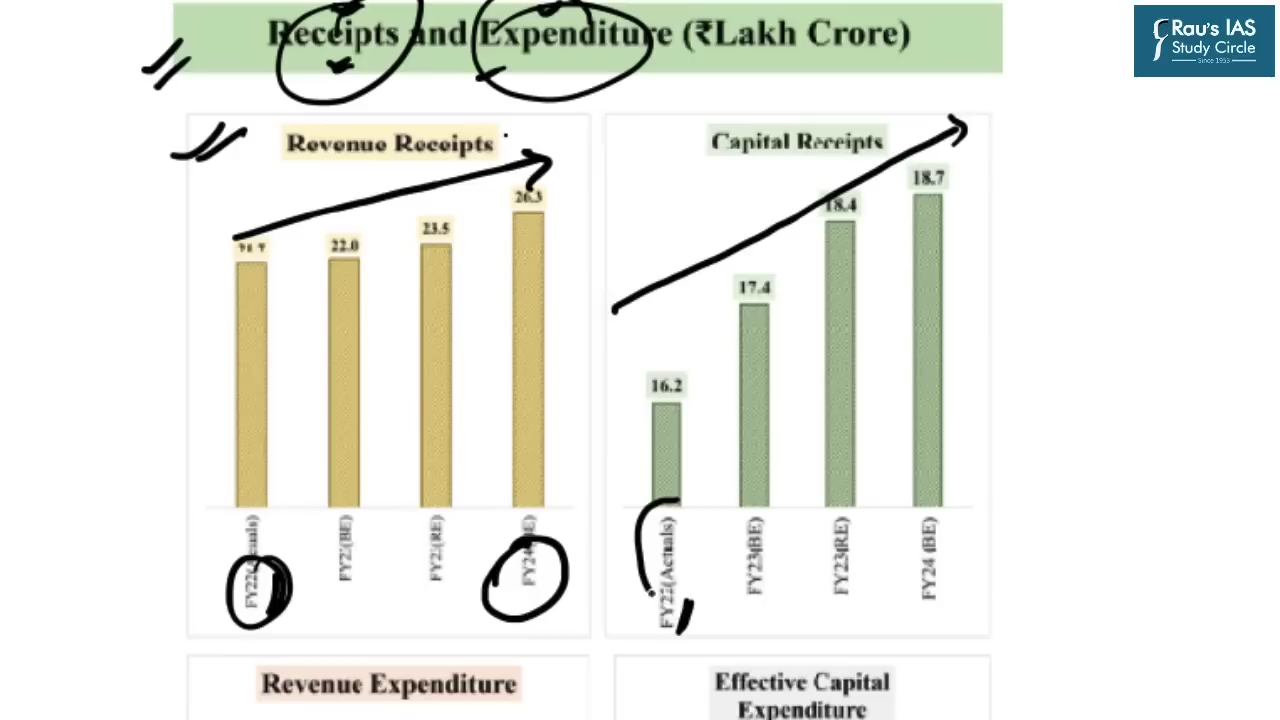 Receipts and Expenditure (₹Lakh Crore)
Rau's IAS
Study Circle
Since 1953
Revenue Receipts
22.0
23.5
26.3
FY23(BE)
FY23(RE)
Capital Receipts
16.2
17.4
18.4
18.7
FY22(Actuals)
FY23(BE)
FY23(RE)
FY24 (BE)
Revenue Expenditure
Effective Capital
Expenditure